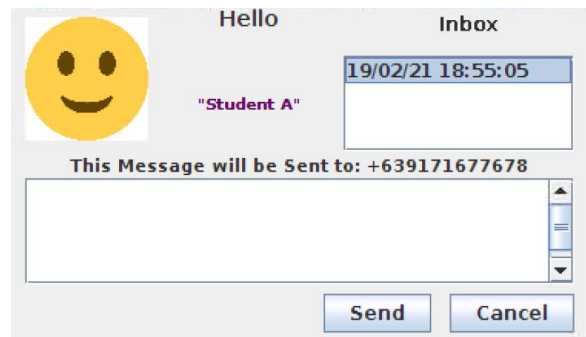 Hello
Inbox
19/02/21 18:55:05
"Student A"
This Message will be Sent to: +639171677678
Send
Cancel